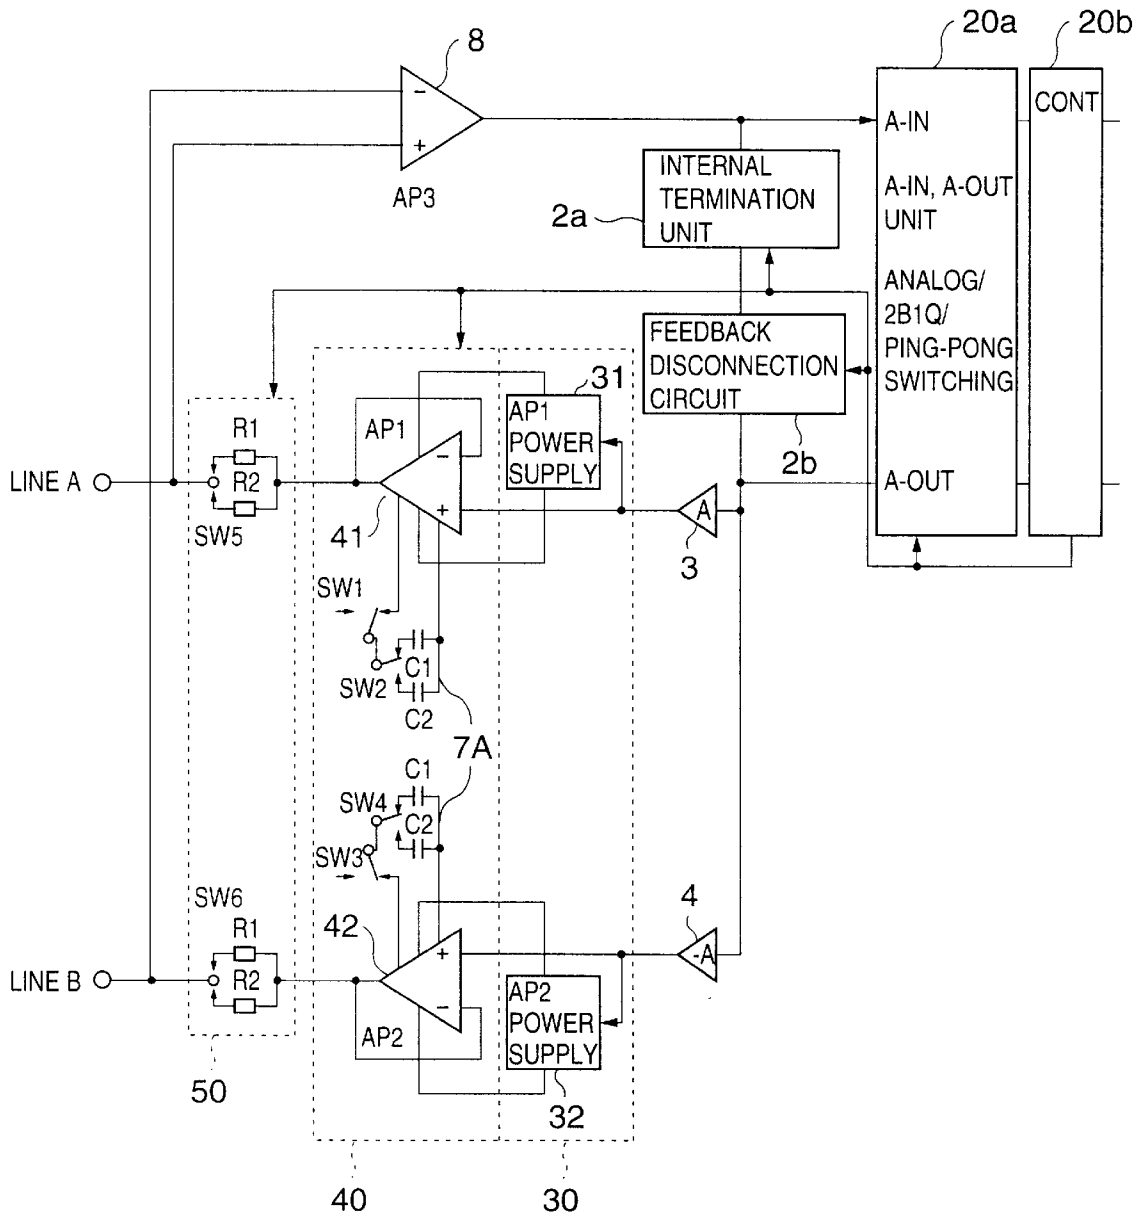 8
20a
20b
−
+
AP3
A-IN
CONT
INTERNAL
TERMINATION
UNIT
2a
A-IN, A-OUT
UNIT
ANALOG/
2B1Q/
PING-PONG
SWITCHING
FEEDBACK
DISCONNECTION
CIRCUIT
2b
A-OUT
31
AP1
POWER
SUPPLY
AP1
−
+
41
A
3
LINE A
R1
R2
SW5
SW1
SW2
C1
C2
7A
C1
SW4
C2
SW3
SW6
R1
R2
LINE B
42
+
−
AP2
4
-A
AP2
POWER
SUPPLY
32
50
40
30